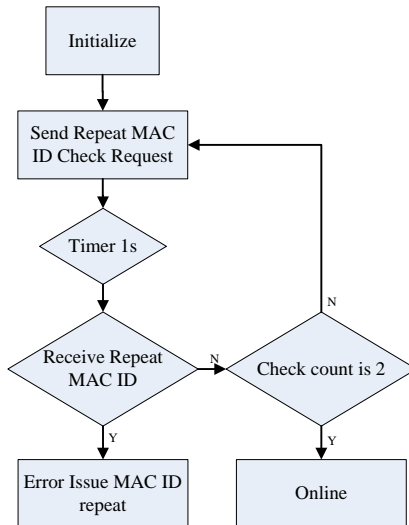 Initialize
Send Repeat MAC
ID Check Request
Timer 1s
Receive Repeat
MAC ID
N
Check count is 2
N
Y
Y
Error Issue MAC ID
repeat
Online